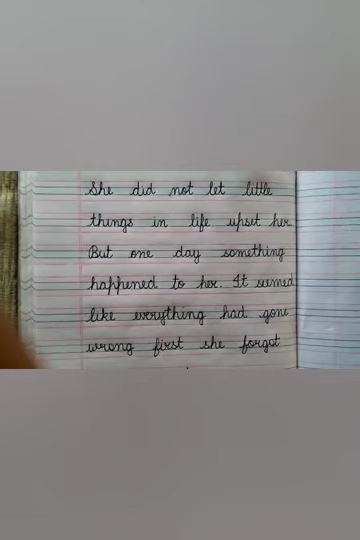 She did not let little
things in life upset her
But one day something
happened to her. It seemed
like everything had gone
wrong first she forgot